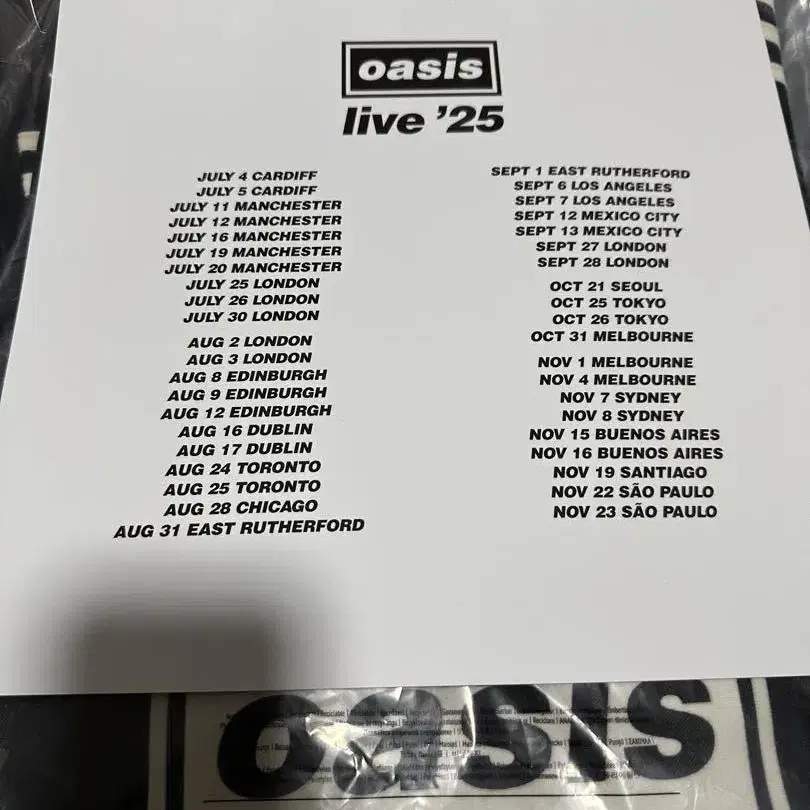 oasis
live '25
JULY 4 CARDIFF
JULY 5 CARDIFF
JULY 11 MANCHESTER
JULY 12 MANCHESTER
JULY 16 MANCHESTER
JULY 19 MANCHESTER
JULY 20 MANCHESTER
JULY 25 LONDON
JULY 26 LONDON
JULY 30 LONDON
AUG 2 LONDON
AUG 3 LONDON
AUG 8 EDINBURGH
AUG 9 EDINBURGH
AUG 12 EDINBURGH
AUG 16 DUBLIN
AUG 17 DUBLIN
AUG 24 TORONTO
AUG 25 TORONTO
AUG 28 CHICAGO
AUG 31 EAST RUTHERFORD
SEPT 1 EAST RUTHERFORD
SEPT 6 LOS ANGELES
SEPT 7 LOS ANGELES
SEPT 12 MEXICO CITY
SEPT 13 MEXICO CITY
SEPT 27 LONDON
SEPT 28 LONDON
OCT 21 SEOUL
OCT 25 TOKYO
OCT 26 TOKYO
OCT 31 MELBOURNE
NOV 1 MELBOURNE
NOV 4 MELBOURNE
NOV 7 SYDNEY
NOV 8 SYDNEY
NOV 15 BUENOS AIRES
NOV 16 BUENOS AIRES
NOV 19 SANTIAGO
NOV 22 SÃO PAULO
NOV 23 SÃO PAULO
oasis